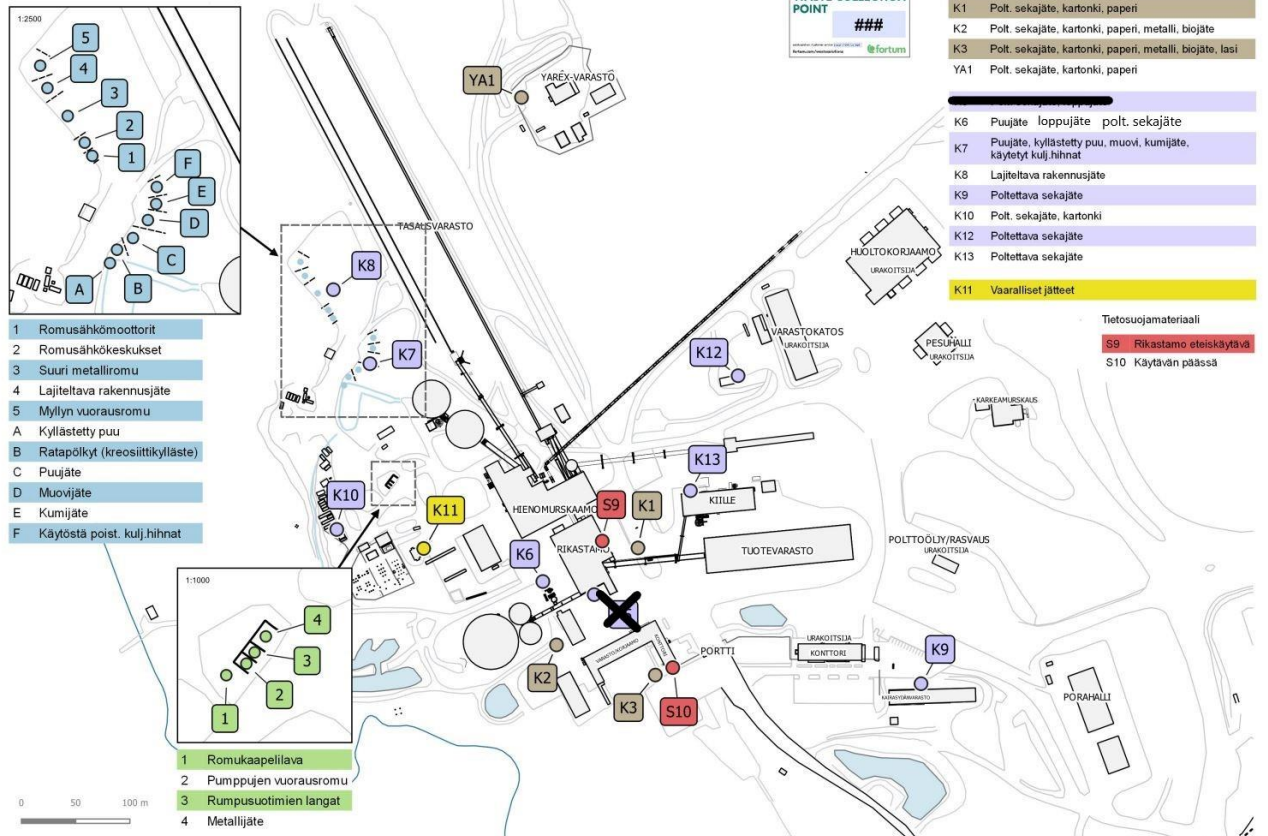 1:2500
5
4
3
2
1
F
E
D
C
B
A
1 Romusähkömoottorit
2 Romusähkökeskukset
3 Suuri metalliromu
4 Lajiteltava rakennusjäte
5 Myllyn vuorausromu
A Kyllästetty puu
B Ratapölkyt (kreosiittikylläste)
C Puujäte
D Muovijäte
E Kumijäte
F Käytöstä poist. kulj.hihnat
1:1000
4
3
2
1
1 Romukaapelilava
2 Pumppujen vuorausromu
3 Rumpusuotimien langat
4 Metallijäte
0 50 100 m
YA1
YAREX-VARASTO
TASAUSVARASTO
K8
K7
K10
K11
K12
VARASTOKATOS
URAKOITSIJA
HUOLTOKORJAAMO
URAKOITSIJA
PESUHALLI
URAKOITSIJA
KARKEAMURSKAUS
K13
KIILLE
HIENOMURSKAAMO
S9
K1
RIKASTAMO
K6
TUOTEVARASTO
POLTTOÖLJY/RASVAUS
URAKOITSIJA
K2
VARASTO/KORJAAMO
KONTTORI
K3
S10
PORTTI
URAKOITSIJA
KONTTORI
K9
KAIRASYDÄNVARASTO
PORAHALLI
POINT
###
fortum
K1 Polt. sekajäte, kartonki, paperi
K2 Polt. sekajäte, kartonki, paperi, metalli, biojäte
K3 Polt. sekajäte, kartonki, paperi, metalli, biojäte, lasi
YA1 Polt. sekajäte, kartonki, paperi
K6 Puujäte loppujäte polt. sekajäte
K7 Puujäte, kyllästetty puu, muovi, kumijäte,
käytetyt kulj.hihnat
K8 Lajiteltava rakennusjäte
K9 Poltettava sekajäte
K10 Polt. sekajäte, kartonki
K12 Poltettava sekajäte
K13 Poltettava sekajäte
K11 Vaaralliset jätteet
Tietosuojamateriaali
S9 Rikastamo eteiskäytävä
S10 Käytävän päässä